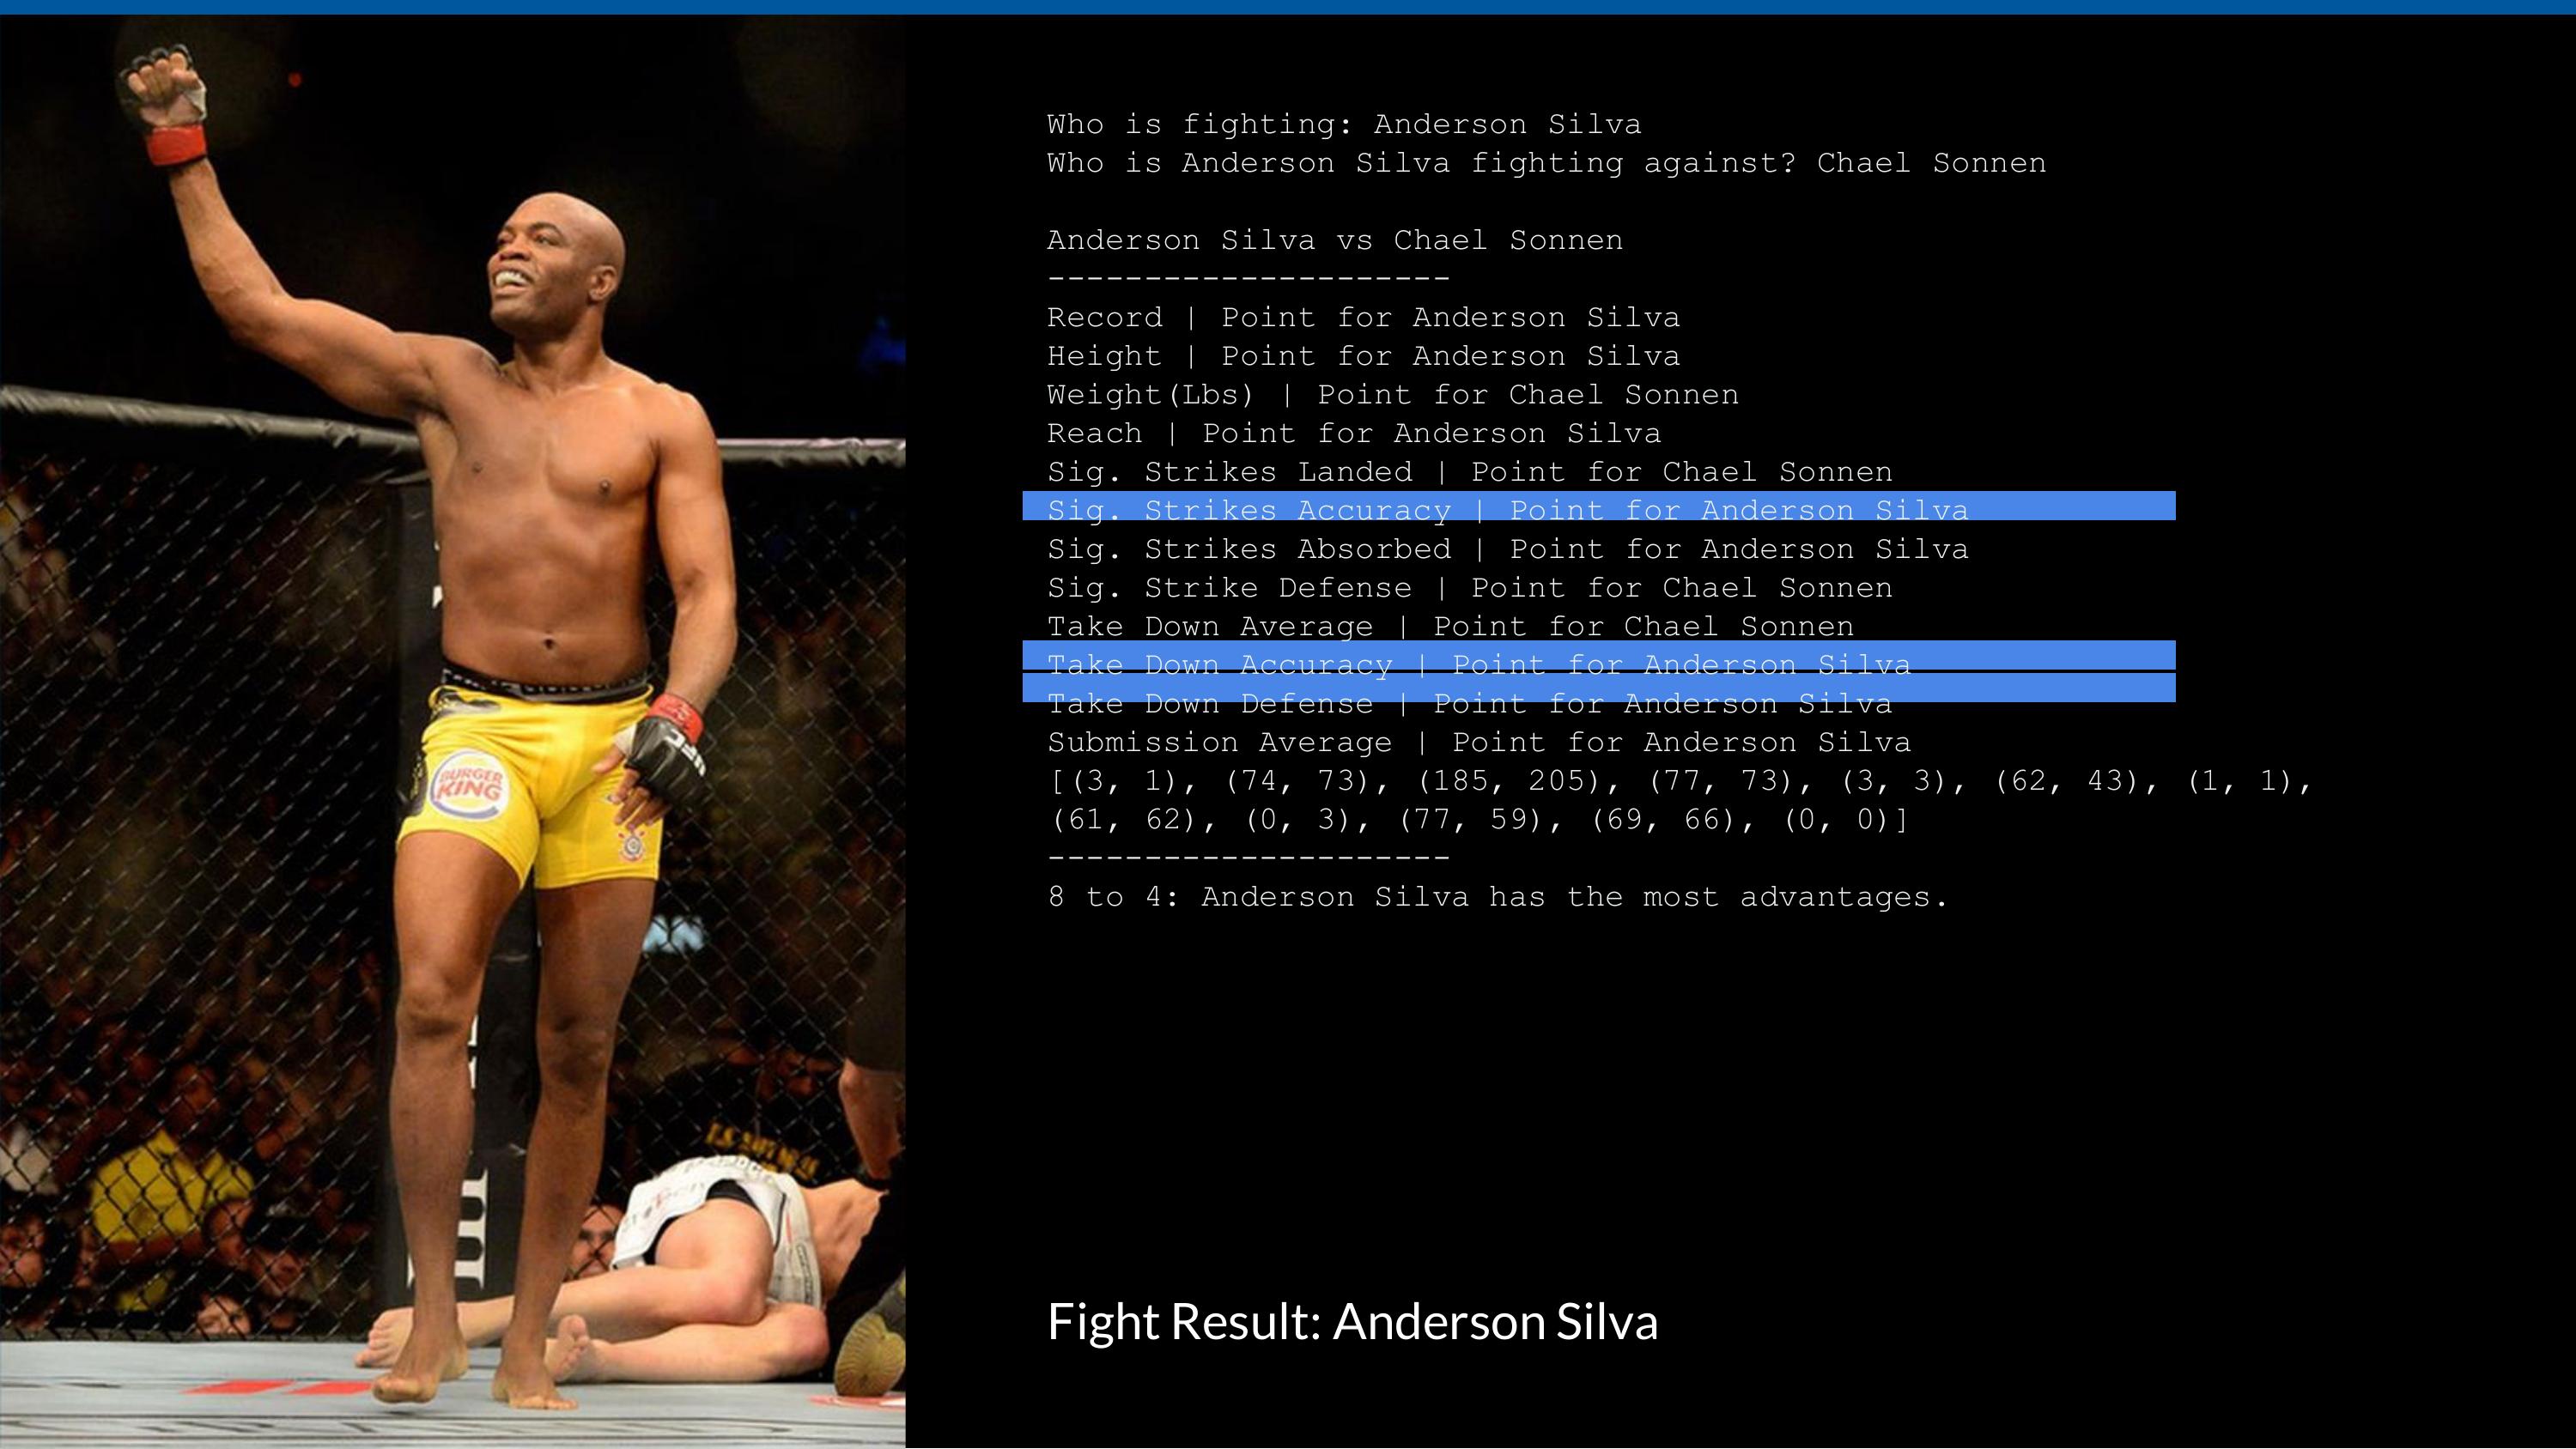 Who is fighting: Anderson Silva
Who is Anderson Silva fighting against? Chael Sonnen
Anderson Silva vs Chael Sonnen
---------------------
Record | Point for Anderson Silva
Height | Point for Anderson Silva
Weight(Lbs) | Point for Chael Sonnen
Reach | Point for Anderson Silva
Sig. Strikes Landed | Point for Chael Sonnen
Sig. Strikes Accuracy | Point for Anderson Silva
Sig. Strikes Absorbed | Point for Anderson Silva
Sig. Strike Defense | Point for Chael Sonnen
Take Down Average | Point for Chael Sonnen
Take Down Accuracy | Point for Anderson Silva
Take Down Defense | Point for Anderson Silva
Submission Average | Point for Anderson Silva
[(3, 1), (74, 73), (185, 205), (77, 73), (3, 3), (62, 43), (1, 1),
(61, 62), (0, 3), (77, 59), (69, 66), (0, 0)]
---------------------
8 to 4: Anderson Silva has the most advantages.
BURGER
KING
UFC
Fight Result: Anderson Silva